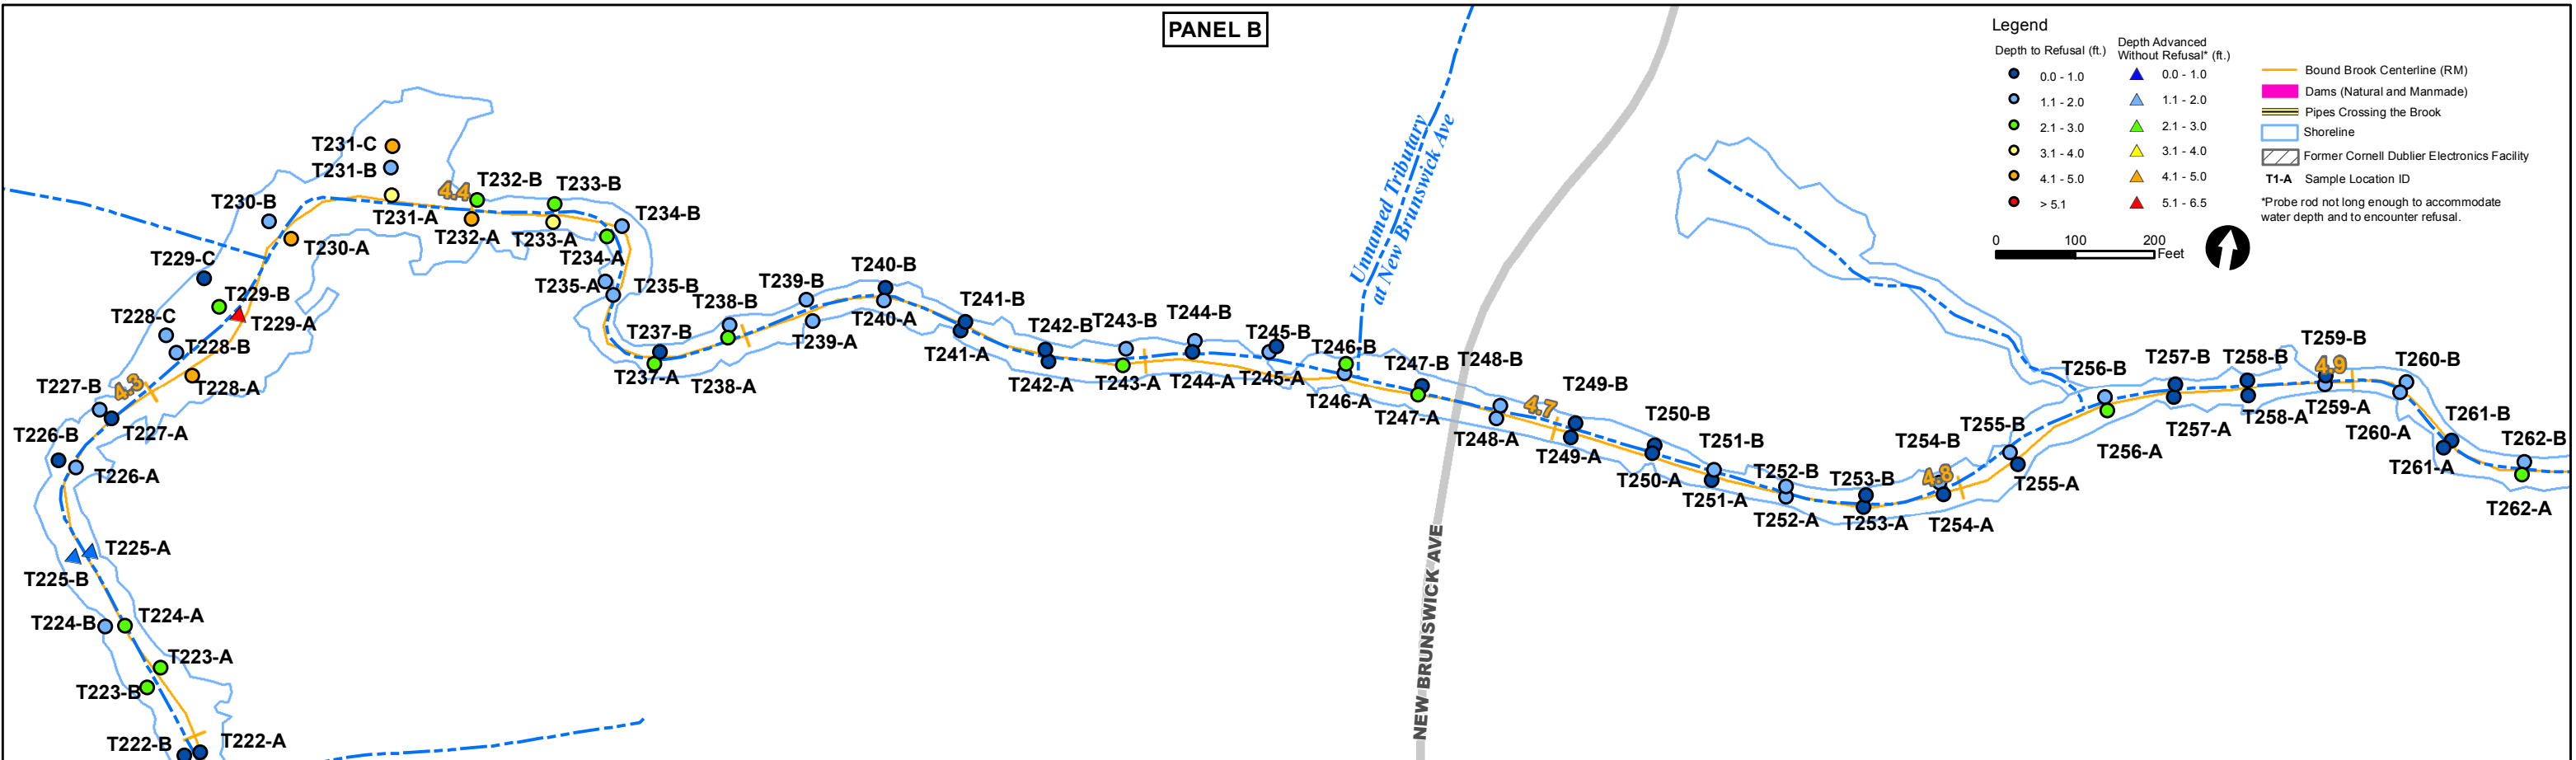 PANEL B
Legend
Depth to Refusal (ft.)
0.0 - 1.0
1.1 - 2.0
2.1 - 3.0
3.1 - 4.0
4.1 - 5.0
> 5.1
Depth Advanced
Without Refusal* (ft.)
0.0 - 1.0
1.1 - 2.0
2.1 - 3.0
3.1 - 4.0
4.1 - 5.0
5.1 - 6.5
Bound Brook Centerline (RM)
Dams (Natural and Manmade)
Pipes Crossing the Brook
Shoreline
Former Cornell Dublier Electronics Facility
T1-A Sample Location ID
*Probe rod not long enough to accommodate
water depth and to encounter refusal.
0 100 200
Feet
Unnamed Tributary
at New Brunswick Ave
NEW BRUNSWICK AVE
T231-C
T231-B
T231-A
T230-B
T230-A
T229-C
T229-B
T229-A
T228-C
T228-B
T228-A
4.3
T227-B
T227-A
T226-B
T226-A
T225-A
T225-B
T224-A
T224-B
T223-A
T223-B
T222-B
T222-A
4.4
T232-B
T232-A
T233-B
T233-A
T234-B
T234-A
T235-A
T235-B
T237-B
T237-A
T238-B
T238-A
T239-B
T239-A
T240-B
T240-A
T241-B
T241-A
T242-B
T242-A
T243-B
T243-A
T244-B
T244-A
T245-B
T245-A
T246-B
T246-A
T247-B
T247-A
T248-B
T248-A
4.7
T249-B
T249-A
T250-B
T250-A
T251-B
T251-A
T252-B
T252-A
T253-B
T253-A
T254-B
4.8
T254-A
T255-B
T255-A
T256-B
T256-A
T257-B
T257-A
T258-B
T258-A
T259-B
4.9
T259-A
T260-B
T260-A
T261-B
T261-A
T262-B
T262-A